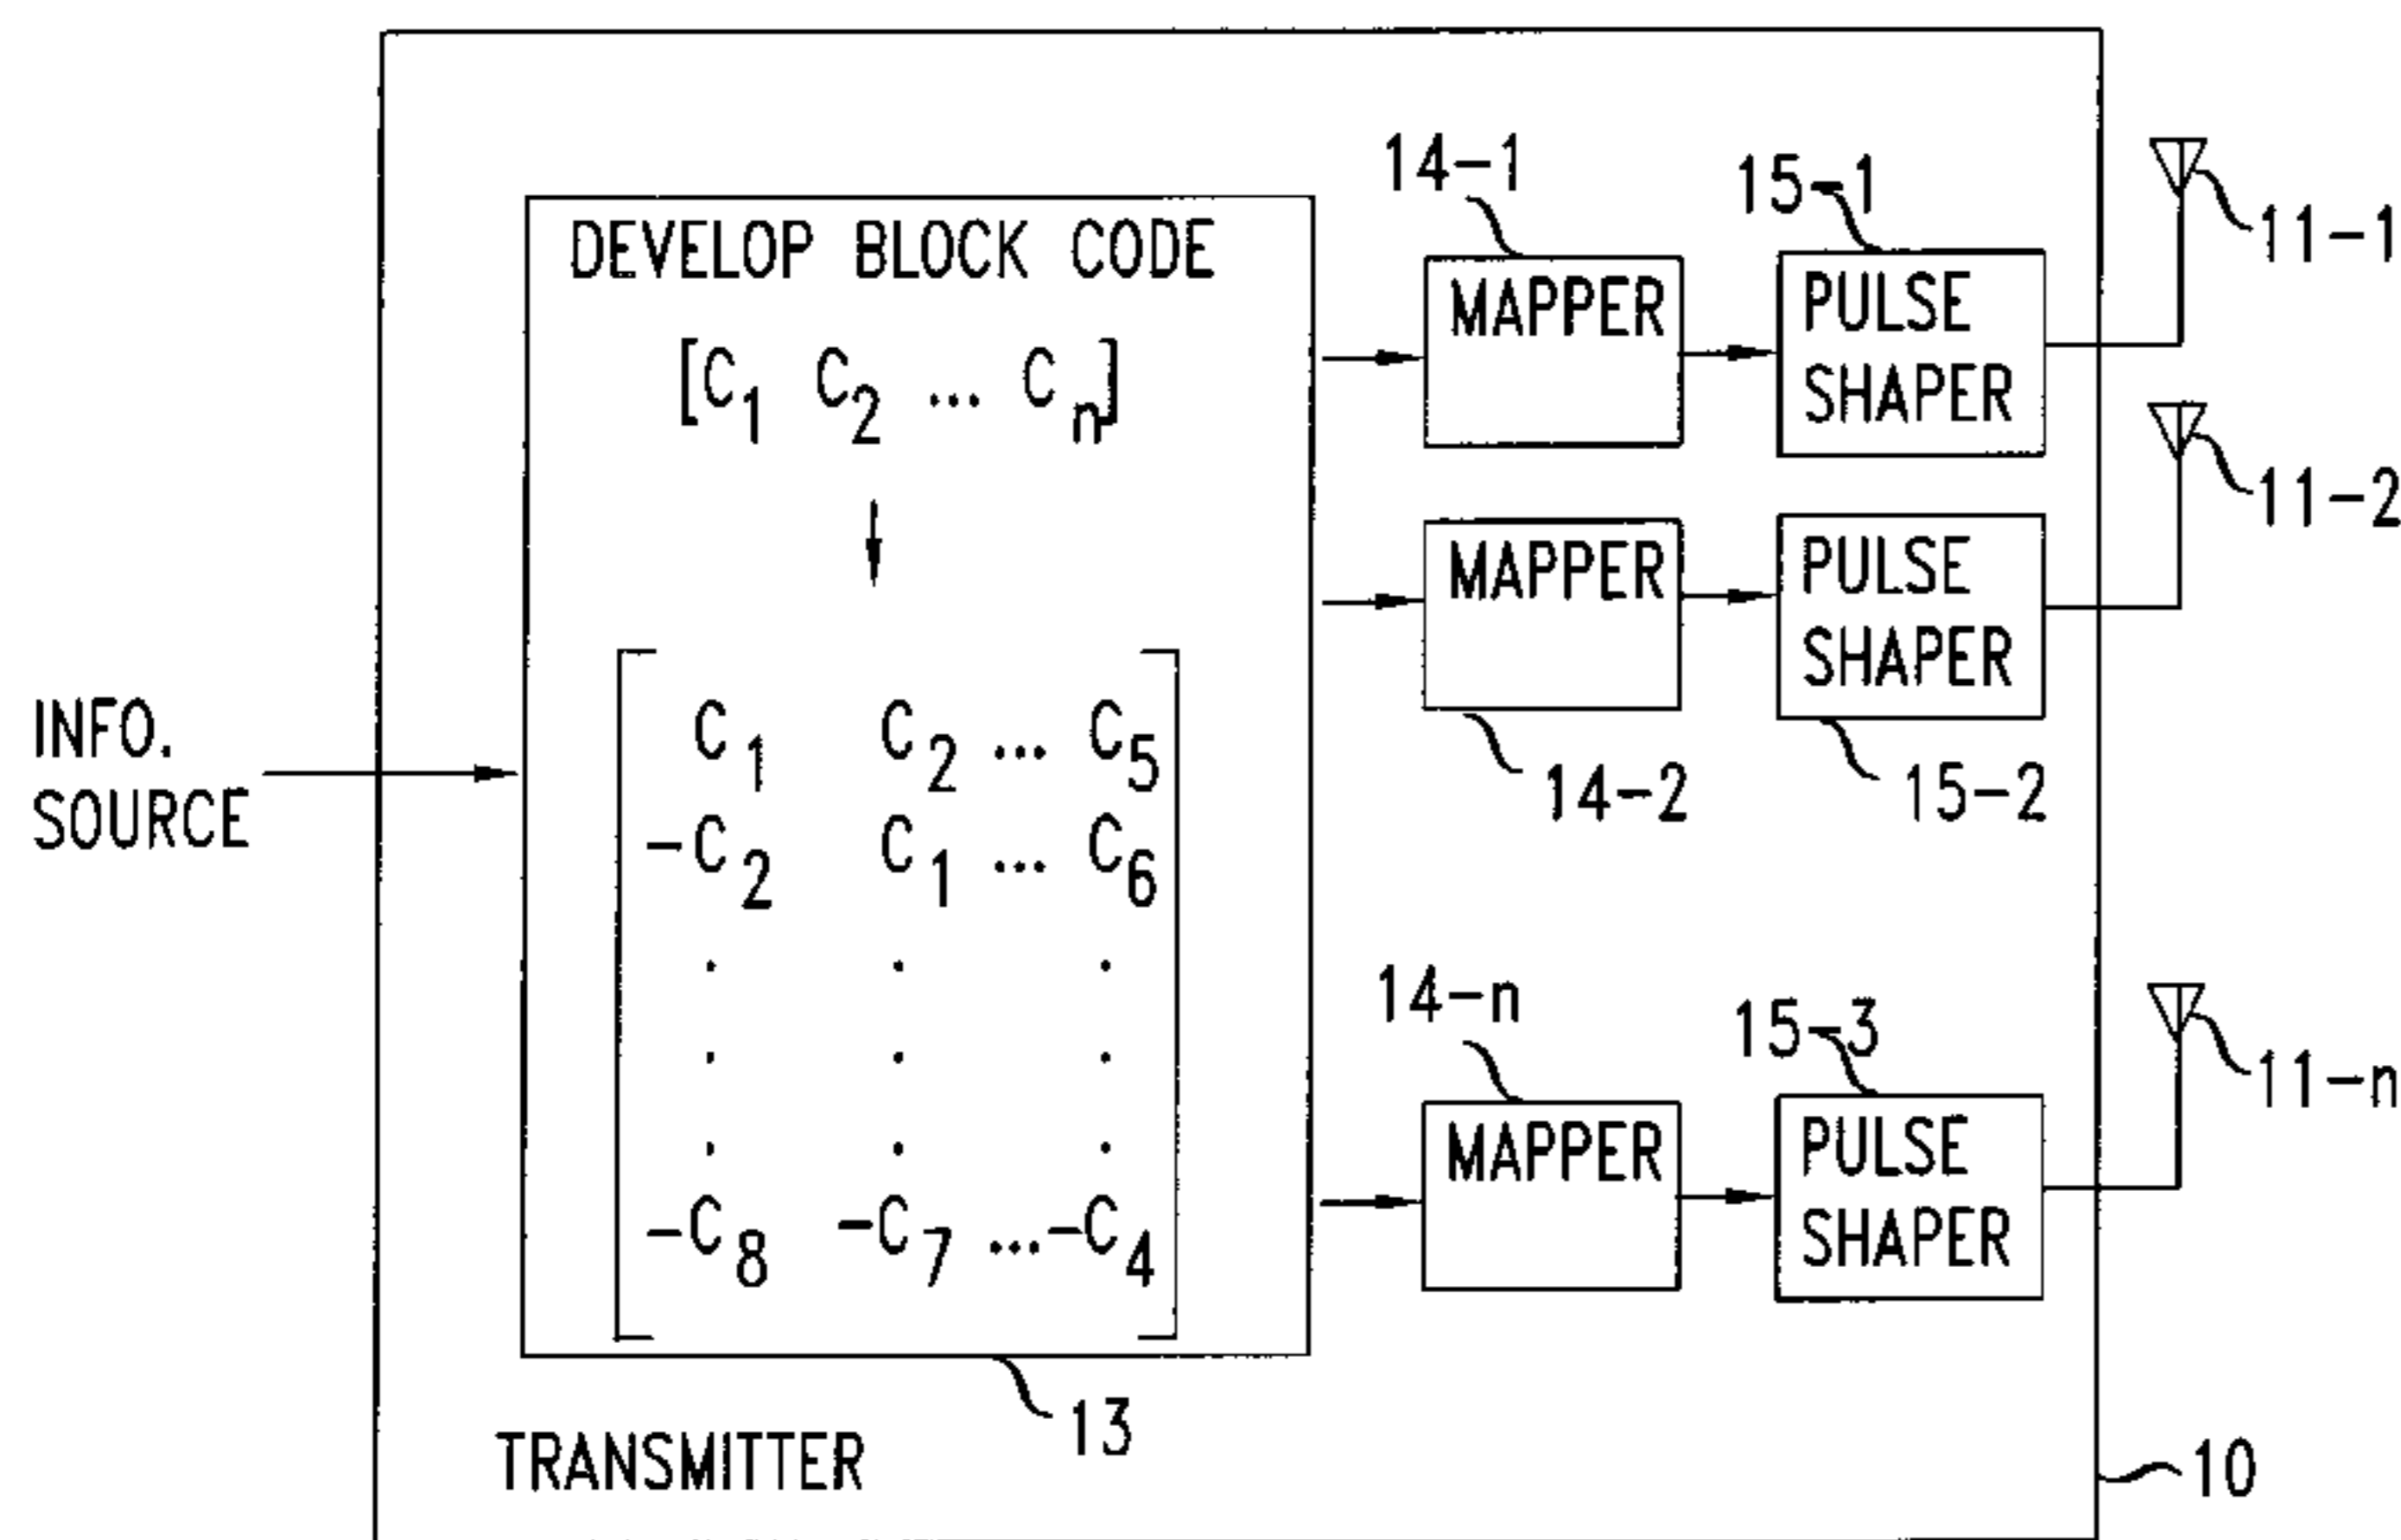 DEVELOP BLOCK CODE
[C1 C2 ... Cn]
C1 C2 ... C5
-C2 C1 ... C6
. . .
. . .
. . .
-C8 -C7 ... -C4
13
INFO.
SOURCE
TRANSMITTER
14-1
MAPPER
15-1
PULSE
SHAPER
11-1
MAPPER
14-2
PULSE
SHAPER
15-2
11-2
14-n
MAPPER
15-3
PULSE
SHAPER
11-n
10